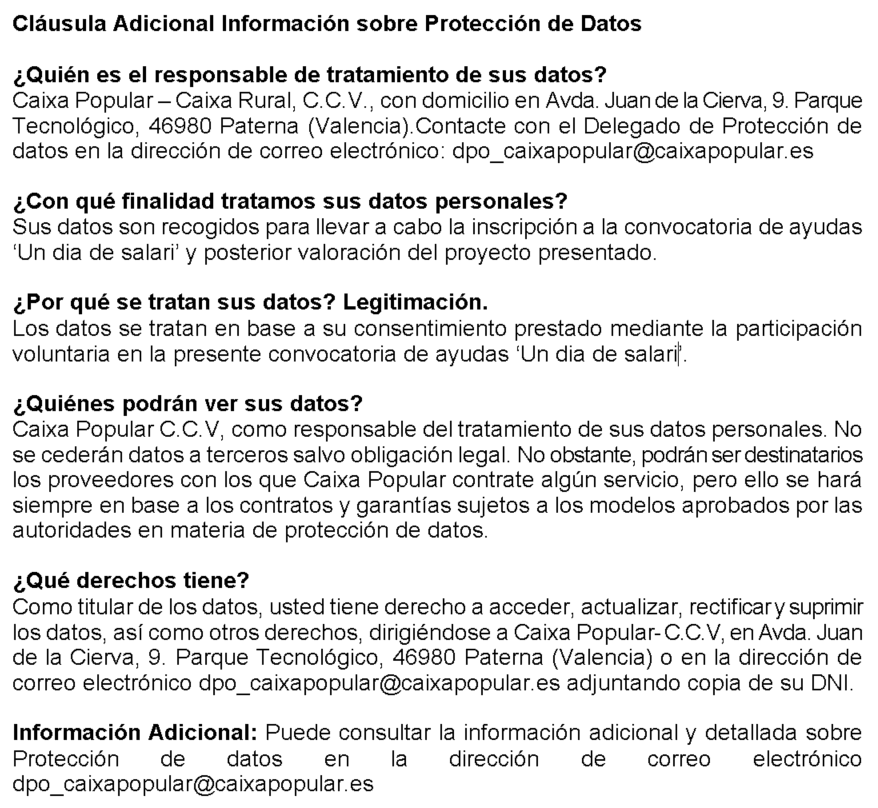 Cláusula Adicional Información sobre Protección de Datos
¿Quién es el responsable de tratamiento de sus datos?
Caixa Popular – Caixa Rural, C.C.V., con domicilio en Avda. Juan de la Cierva, 9. Parque
Tecnológico, 46980 Paterna (Valencia).Contacte con el Delegado de Protección de
datos en la dirección de correo electrónico: dpo_caixapopular@caixapopular.es
¿Con qué finalidad tratamos sus datos personales?
Sus datos son recogidos para llevar a cabo la inscripción a la convocatoria de ayudas
‘Un dia de salari’ y posterior valoración del proyecto presentado.
¿Por qué se tratan sus datos? Legitimación.
Los datos se tratan en base a su consentimiento prestado mediante la participación
voluntaria en la presente convocatoria de ayudas ‘Un dia de salari’.
¿Quiénes podrán ver sus datos?
Caixa Popular C.C.V, como responsable del tratamiento de sus datos personales. No
se cederán datos a terceros salvo obligación legal. No obstante, podrán ser destinatarios
los proveedores con los que Caixa Popular contrate algún servicio, pero ello se hará
siempre en base a los contratos y garantías sujetos a los modelos aprobados por las
autoridades en materia de protección de datos.
¿Qué derechos tiene?
Como titular de los datos, usted tiene derecho a acceder, actualizar, rectificar y suprimir
los datos, así como otros derechos, dirigiéndose a Caixa Popular- C.C.V, en Avda. Juan
de la Cierva, 9. Parque Tecnológico, 46980 Paterna (Valencia) o en la dirección de
correo electrónico dpo_caixapopular@caixapopular.es adjuntando copia de su DNI.
Información Adicional: Puede consultar la información adicional y detallada sobre
Protección de datos en la dirección de correo electrónico
dpo_caixapopular@caixapopular.es